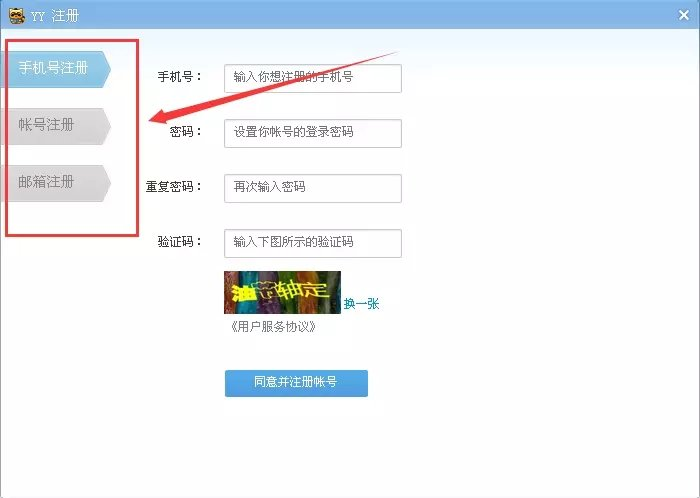 YY 注册
手机号注册
帐号注册
邮箱注册
手机号： 输入你想注册的手机号
密码： 设置你帐号的登录密码
重复密码： 再次输入密码
验证码： 输入下图所示的验证码
换一张
《用户服务协议》
同意并注册帐号